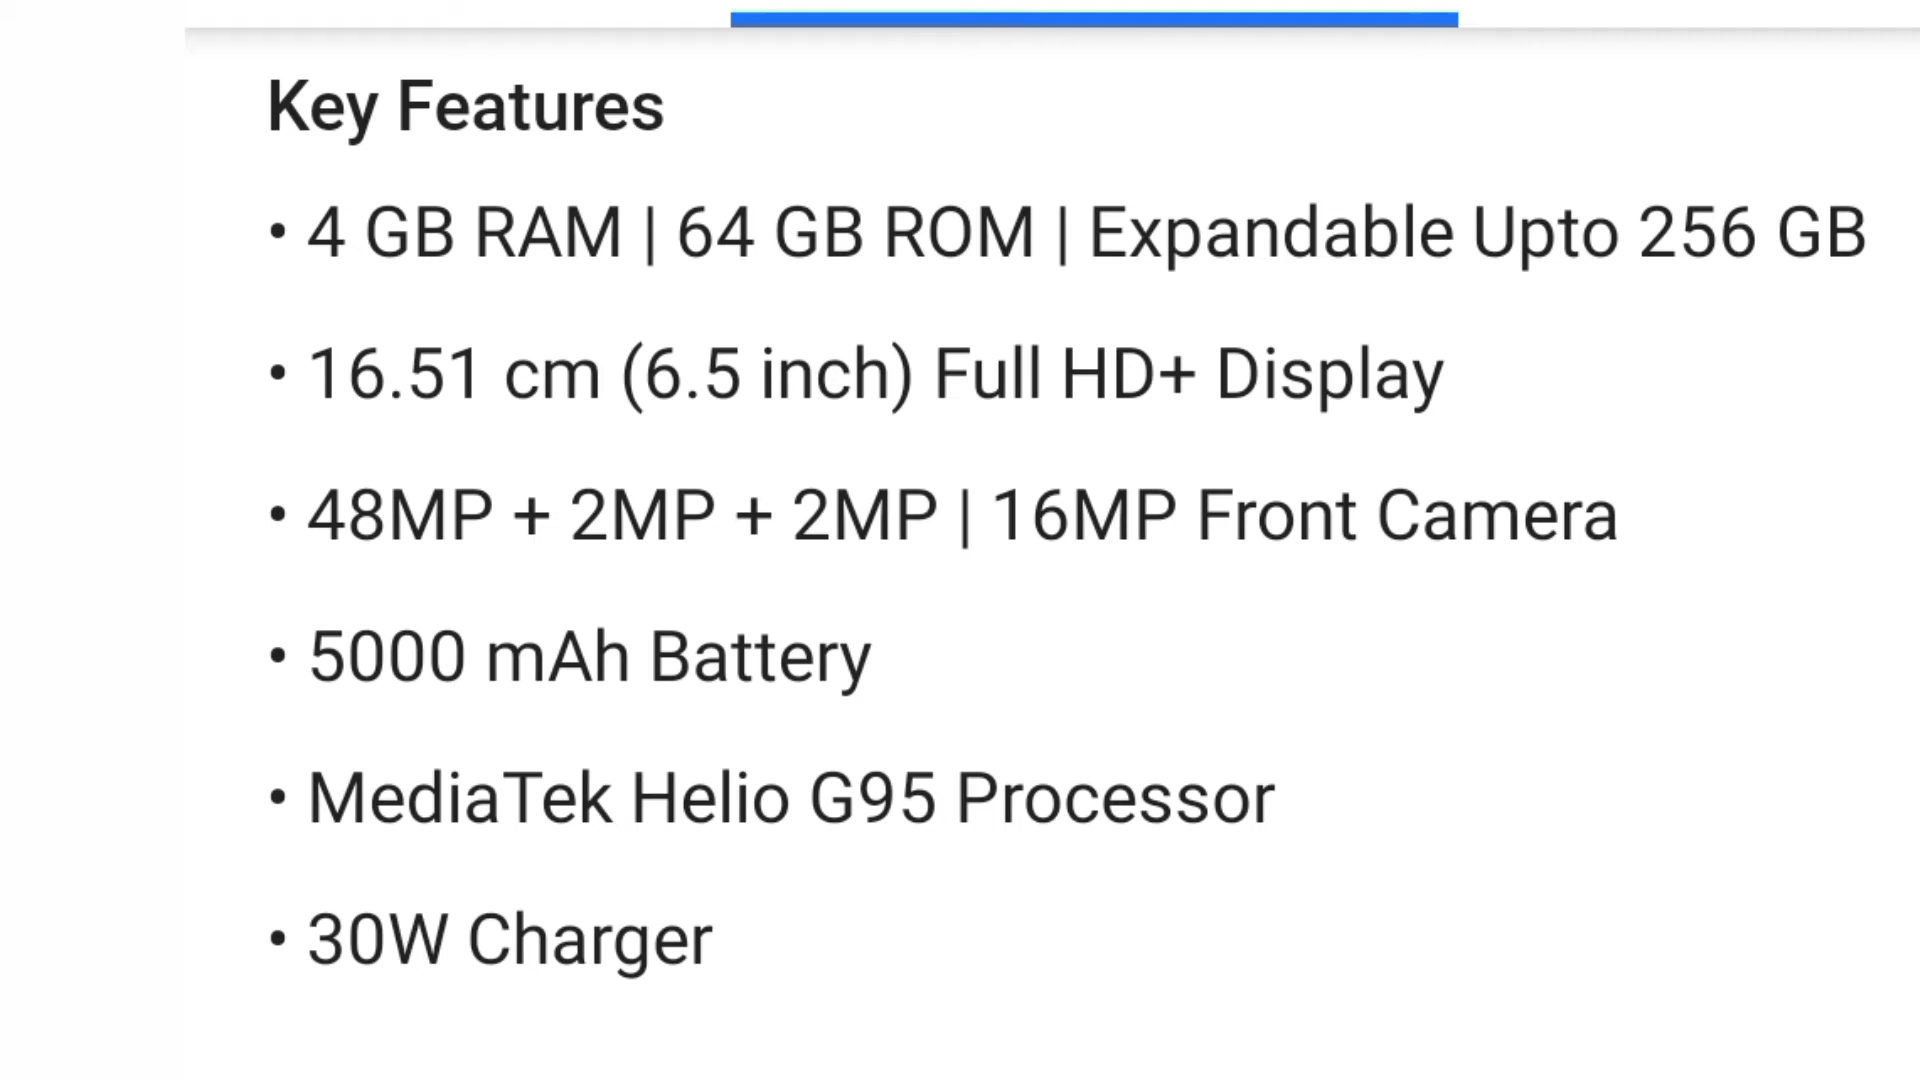 Key Features
• 4 GB RAM | 64 GB ROM | Expandable Upto 256 GB
• 16.51 cm (6.5 inch) Full HD+ Display
• 48MP + 2MP + 2MP | 16MP Front Camera
• 5000 mAh Battery
• MediaTek Helio G95 Processor
• 30W Charger